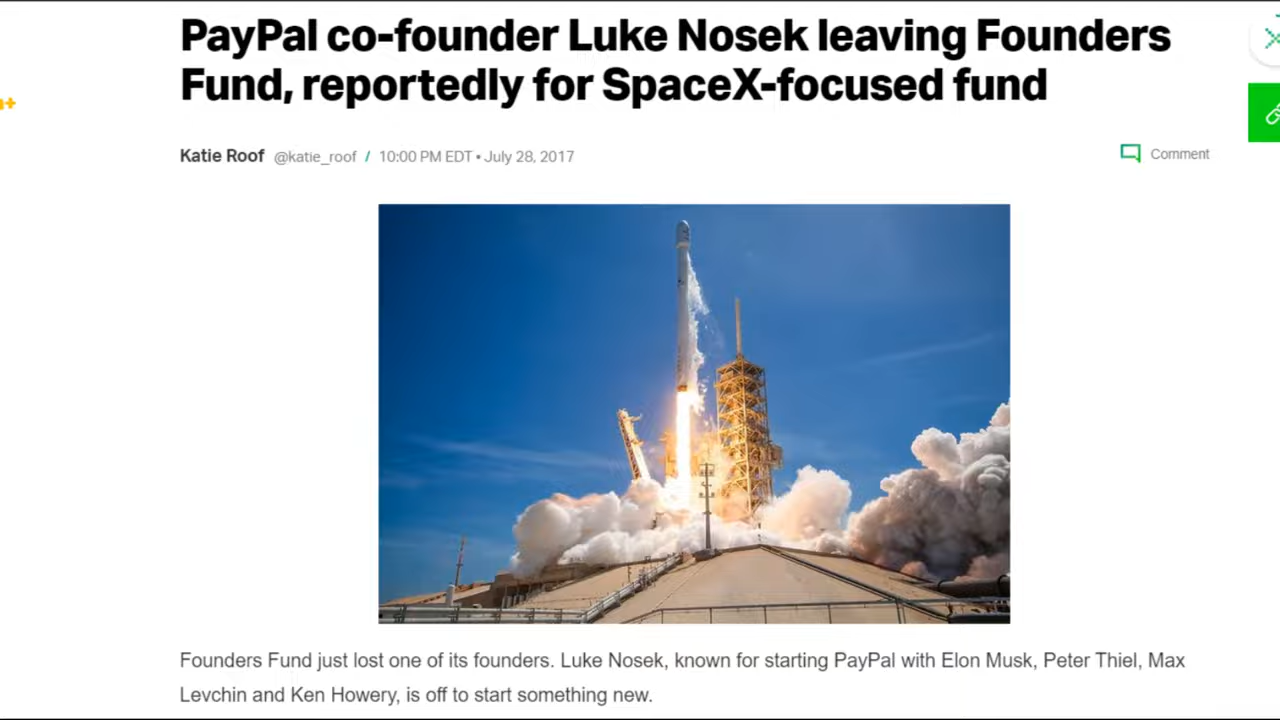 PayPal co-founder Luke Nosek leaving Founders
Fund, reportedly for SpaceX-focused fund
Katie Roof @katie_roof / 10:00 PM EDT • July 28, 2017
Comment
Founders Fund just lost one of its founders. Luke Nosek, known for starting PayPal with Elon Musk, Peter Thiel, Max
Levchin and Ken Howery, is off to start something new.